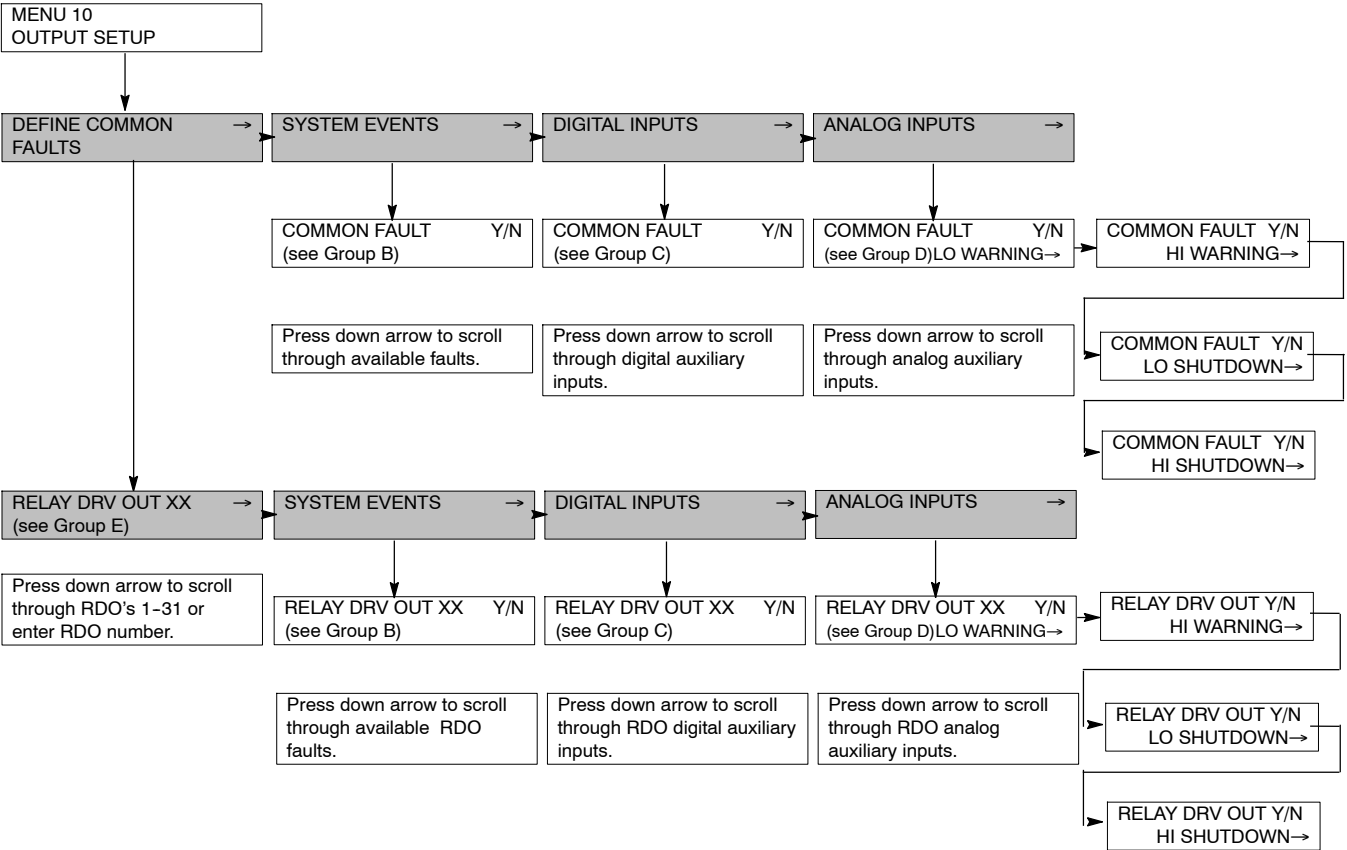 MENU 10
OUTPUT SETUP
DEFINE COMMON →
FAULTS
SYSTEM EVENTS →
DIGITAL INPUTS →
ANALOG INPUTS →
COMMON FAULT Y/N
(see Group B)
COMMON FAULT Y/N
(see Group C)
COMMON FAULT Y/N
(see Group D)LO WARNING→
COMMON FAULT Y/N
HI WARNING→
Press down arrow to scroll
through available faults.
Press down arrow to scroll
through digital auxiliary
inputs.
Press down arrow to scroll
through analog auxiliary
inputs.
COMMON FAULT Y/N
LO SHUTDOWN→
COMMON FAULT Y/N
HI SHUTDOWN→
RELAY DRV OUT XX →
(see Group E)
SYSTEM EVENTS →
DIGITAL INPUTS →
ANALOG INPUTS →
Press down arrow to scroll
through RDO's 1-31 or
enter RDO number.
RELAY DRV OUT XX Y/N
(see Group B)
RELAY DRV OUT XX Y/N
(see Group C)
RELAY DRV OUT XX Y/N
(see Group D)LO WARNING→
RELAY DRV OUT Y/N
HI WARNING→
Press down arrow to scroll
through available RDO
faults.
Press down arrow to scroll
through RDO digital auxiliary
inputs.
Press down arrow to scroll
through RDO analog
auxiliary inputs.
RELAY DRV OUT Y/N
LO SHUTDOWN→
RELAY DRV OUT Y/N
HI SHUTDOWN→